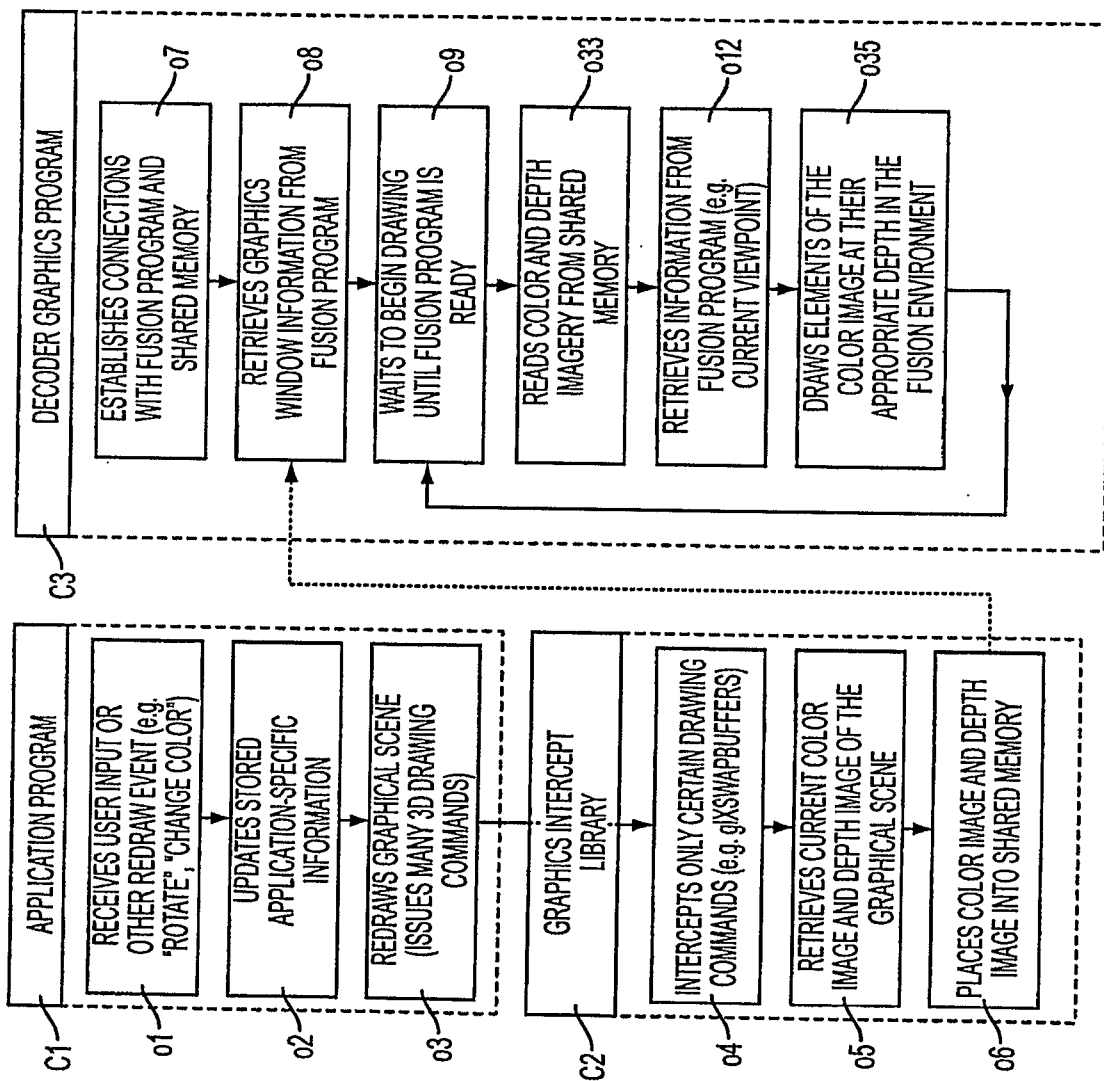 APPLICATION PROGRAM
C1
RECEIVES USER INPUT OR
OTHER REDRAW EVENT (e.g.
"ROTATE", "CHANGE COLOR")
o1
UPDATES STORED
APPLICATION-SPECIFIC
INFORMATION
o2
REDRAWS GRAPHICAL SCENE
(ISSUES MANY 3D DRAWING
COMMANDS)
o3
GRAPHICS INTERCEPT
LIBRARY
C2
INTERCEPTS ONLY CERTAIN DRAWING
COMMANDS (e.g. glXSWAPBUFFERS)
o4
RETRIEVES CURRENT COLOR
IMAGE AND DEPTH IMAGE OF THE
GRAPHICAL SCENE
o5
PLACES COLOR IMAGE AND DEPTH
IMAGE INTO SHARED MEMORY
o6
DECODER GRAPHICS PROGRAM
C3
ESTABLISHES CONNECTIONS
WITH FUSION PROGRAM AND
SHARED MEMORY
o7
RETRIEVES GRAPHICS
WINDOW INFORMATION FROM
FUSION PROGRAM
o8
WAITS TO BEGIN DRAWING
UNTIL FUSION PROGRAM IS
READY
o9
READS COLOR AND DEPTH
IMAGERY FROM SHARED
MEMORY
o33
RETRIEVES INFORMATION FROM
FUSION PROGRAM (e.g.
CURRENT VIEWPOINT)
o12
DRAWS ELEMENTS OF THE
COLOR IMAGE AT THEIR
APPROPRIATE DEPTH IN THE
FUSION ENVIRONMENT
o35